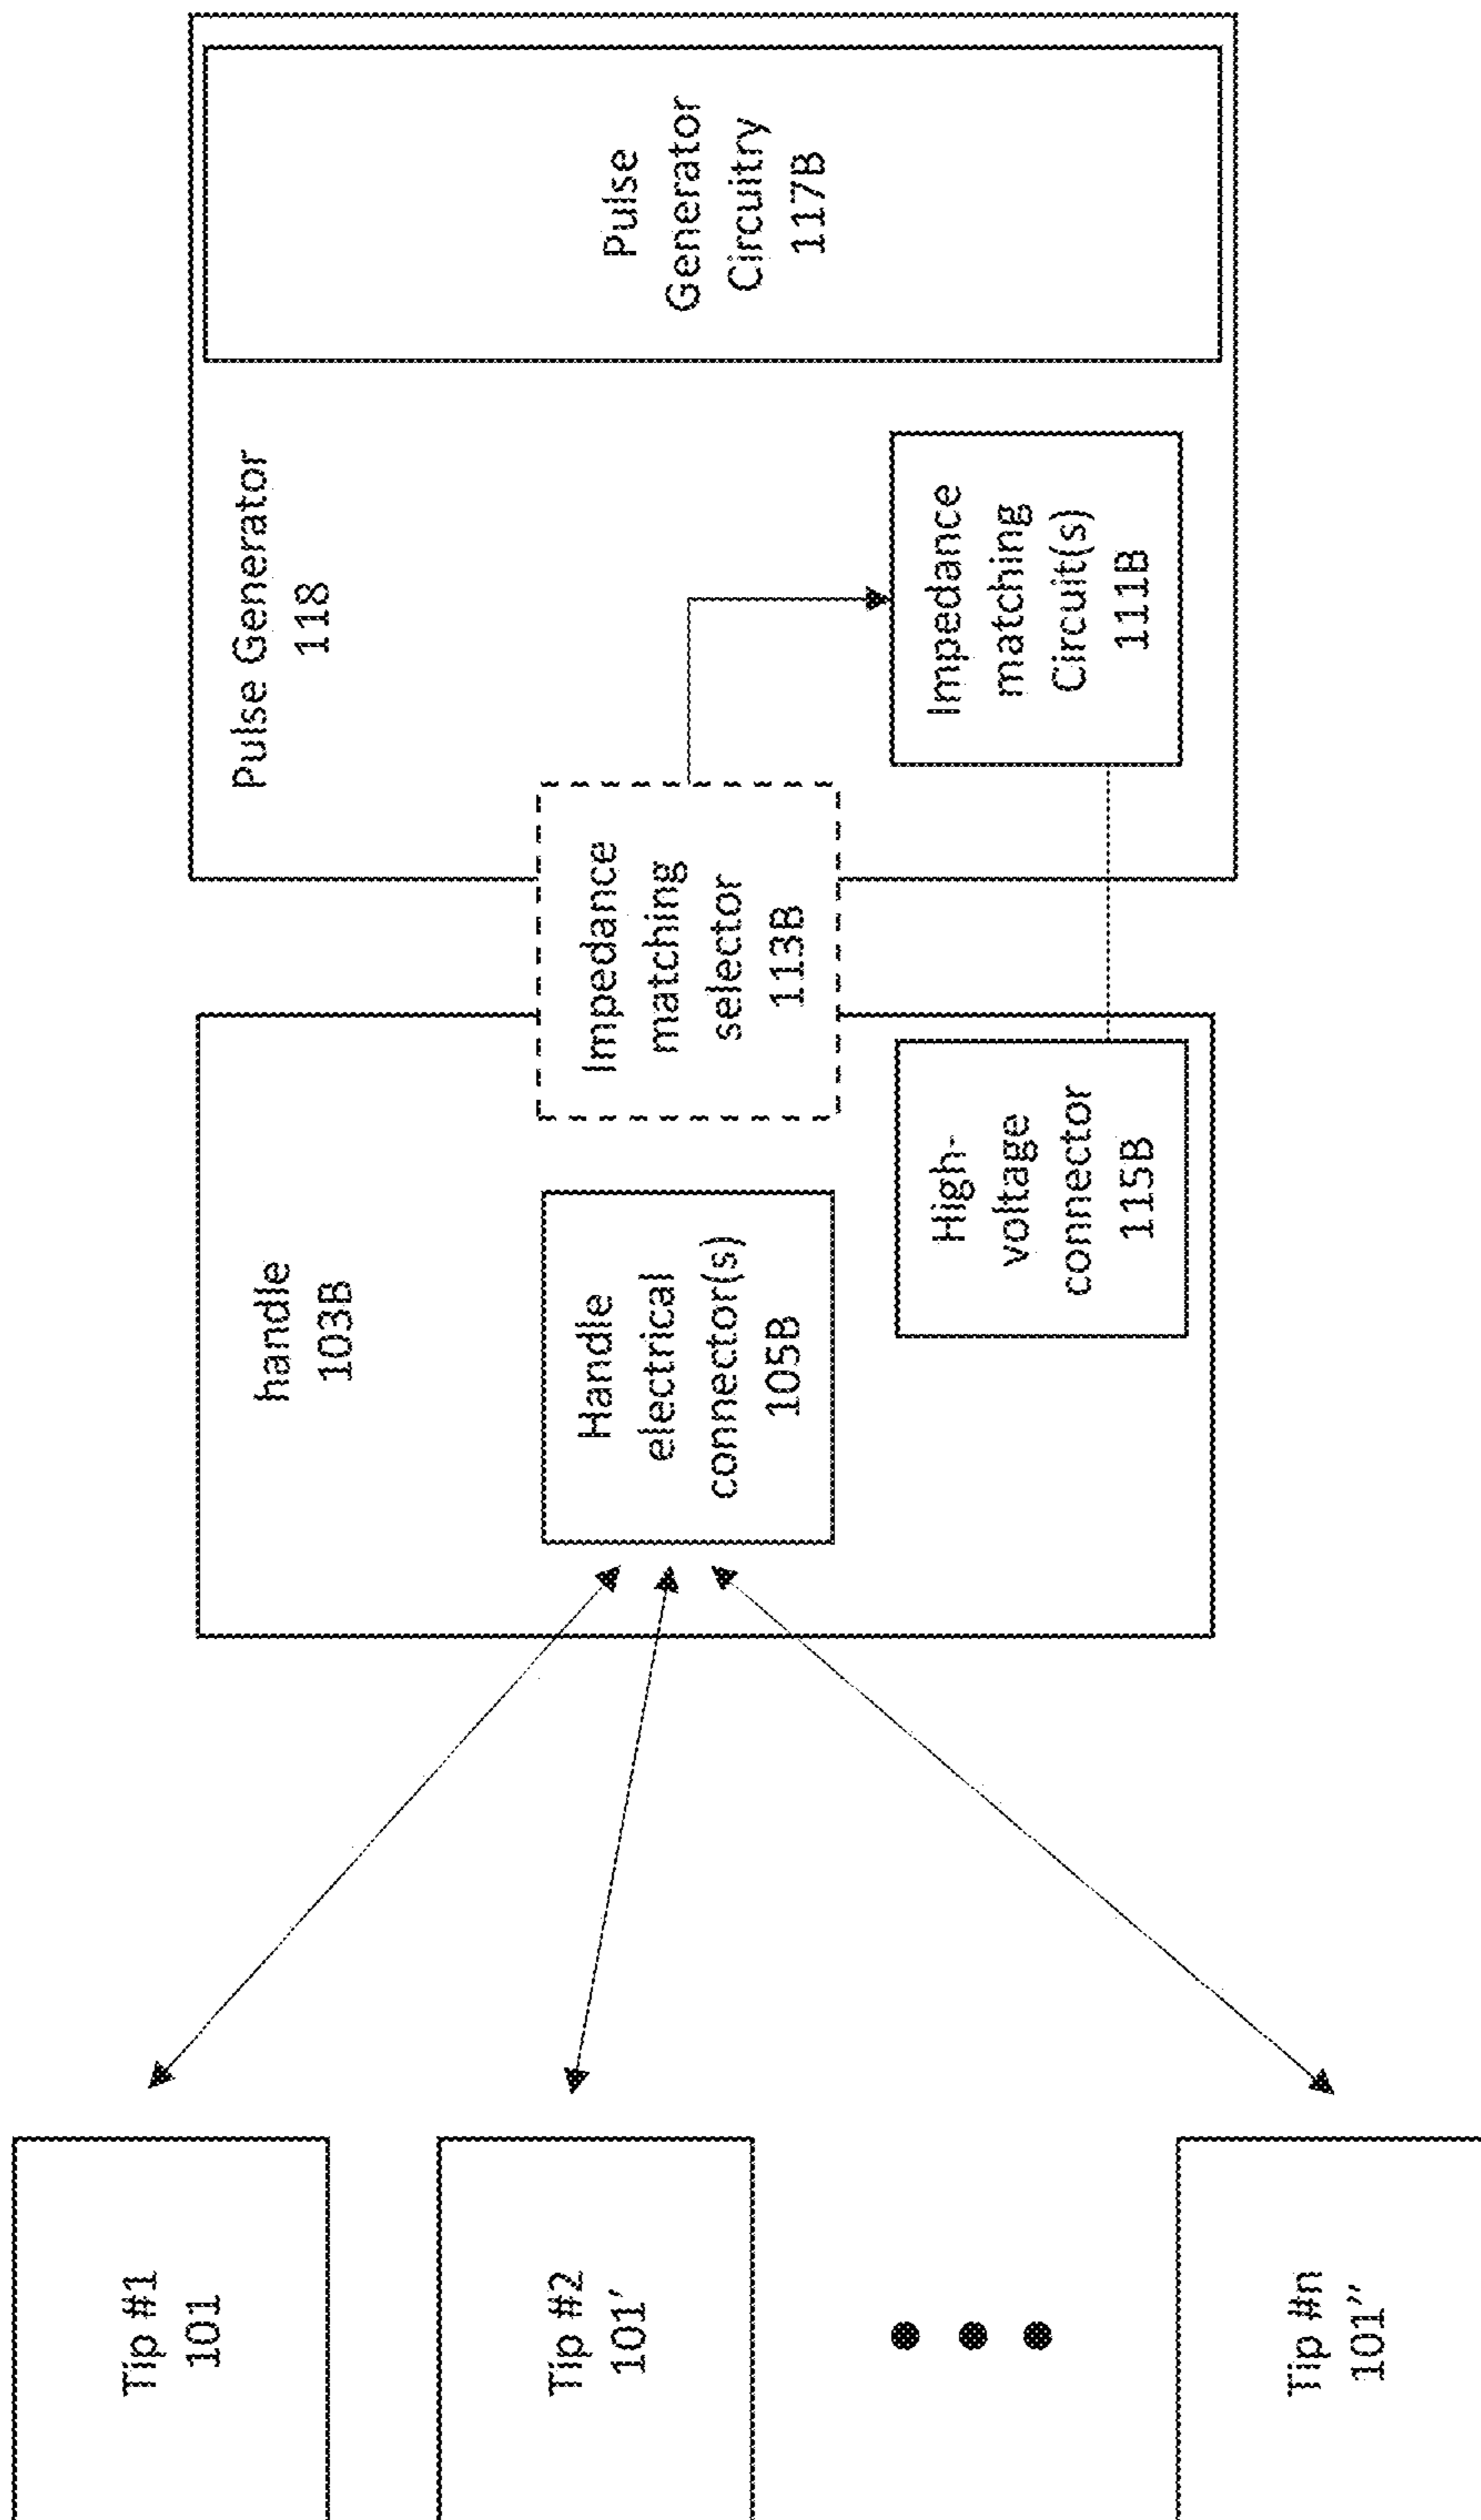 Tip #1
101
Tip #2
101'
Tip #n
101''
handle
103B
Handle
electrical
connector(s)
105B
High-
voltage
connector
115B
Impedance
matching
selector
113B
Pulse Generator
118
Impedance
matching
Circuit(s)
111B
Pulse
Generator
Circuitry
117B